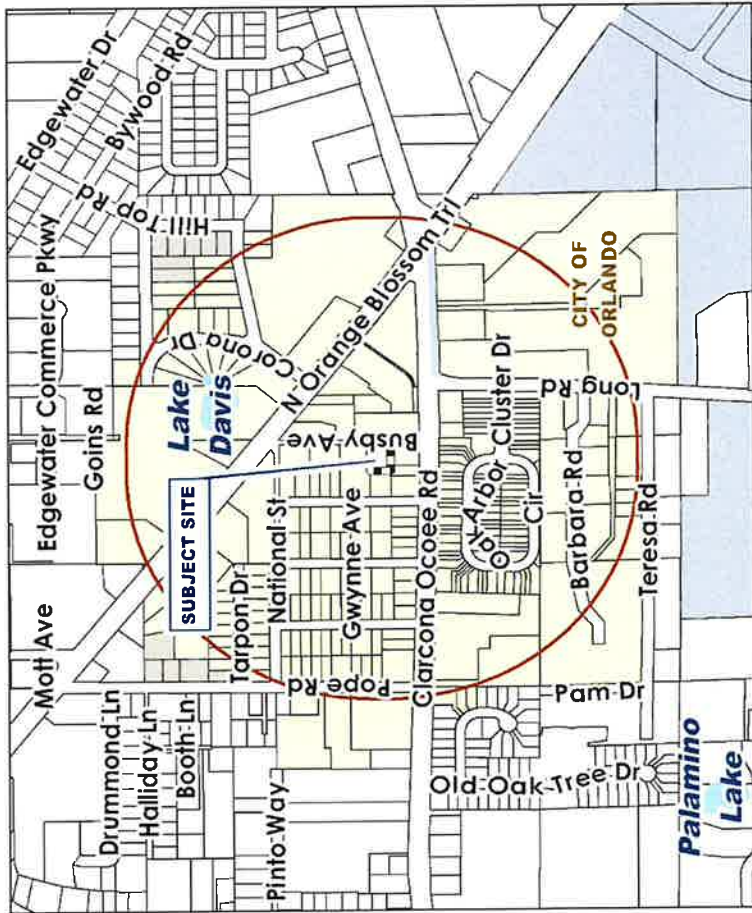 Edgewater Dr
Bywood Rd
Hill Top Rd
Edgewater Commerce Pkwy
Goins Rd
Mott Ave
Corona Dr
Lake
Davis
N Orange Blossom Trl
SUBJECT SITE
Busby Ave
National St
Tarpon Dr
Gwynne Ave
Pope Rd
Drummond Ln
Halliday Ln
Booth Ln
Pinto Way
Clarcona Ocoee Rd
CITY OF
ORLANDO
Long Rd
Oak Arbor Cluster Dr
Cir
Barbara Rd
Teresa Rd
Pam Dr
Old Oak Tree Dr
Palamino
Lake